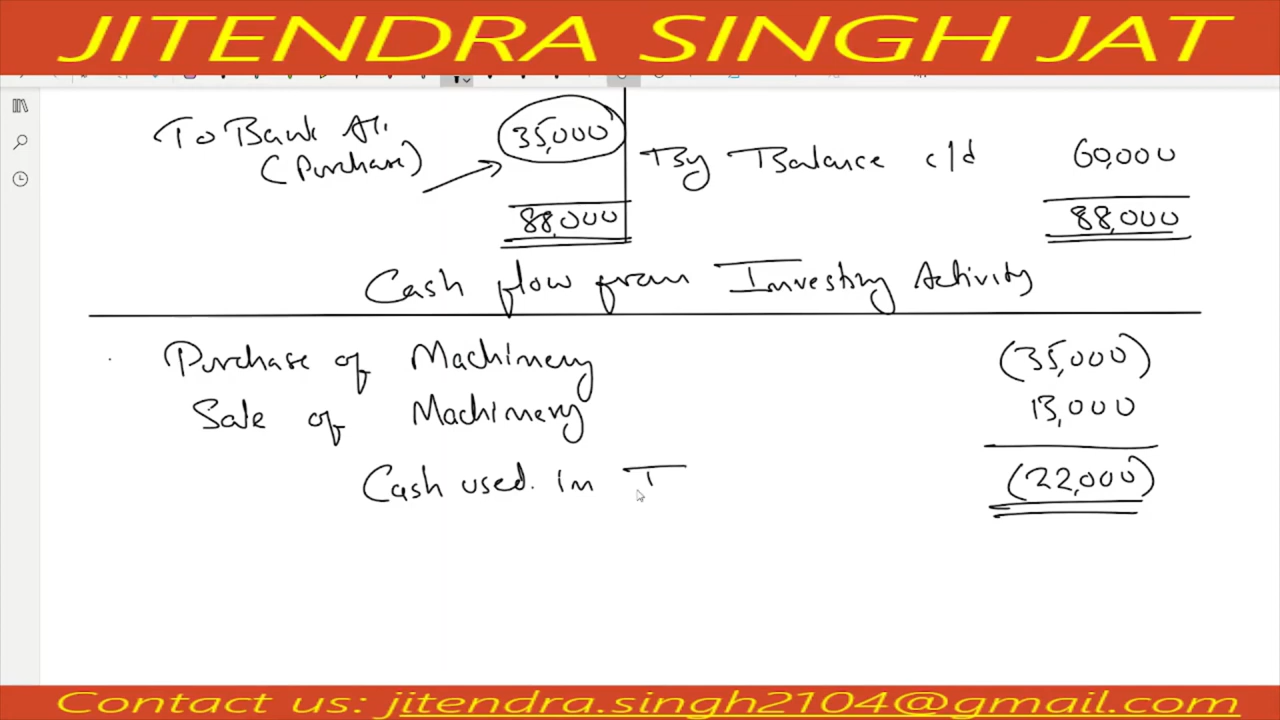 JITENDRA SINGH JAT
To Bank A/c. 35,000
(Purchase)
By Balance c/d 60,000
88,000 88,000
Cash flow from Investing Activity
Purchase of Machinery (35,000)
Sale of Machinery 13,000
Cash used in I (22,000)
Contact us: jitendra.singh2104@gmail.com